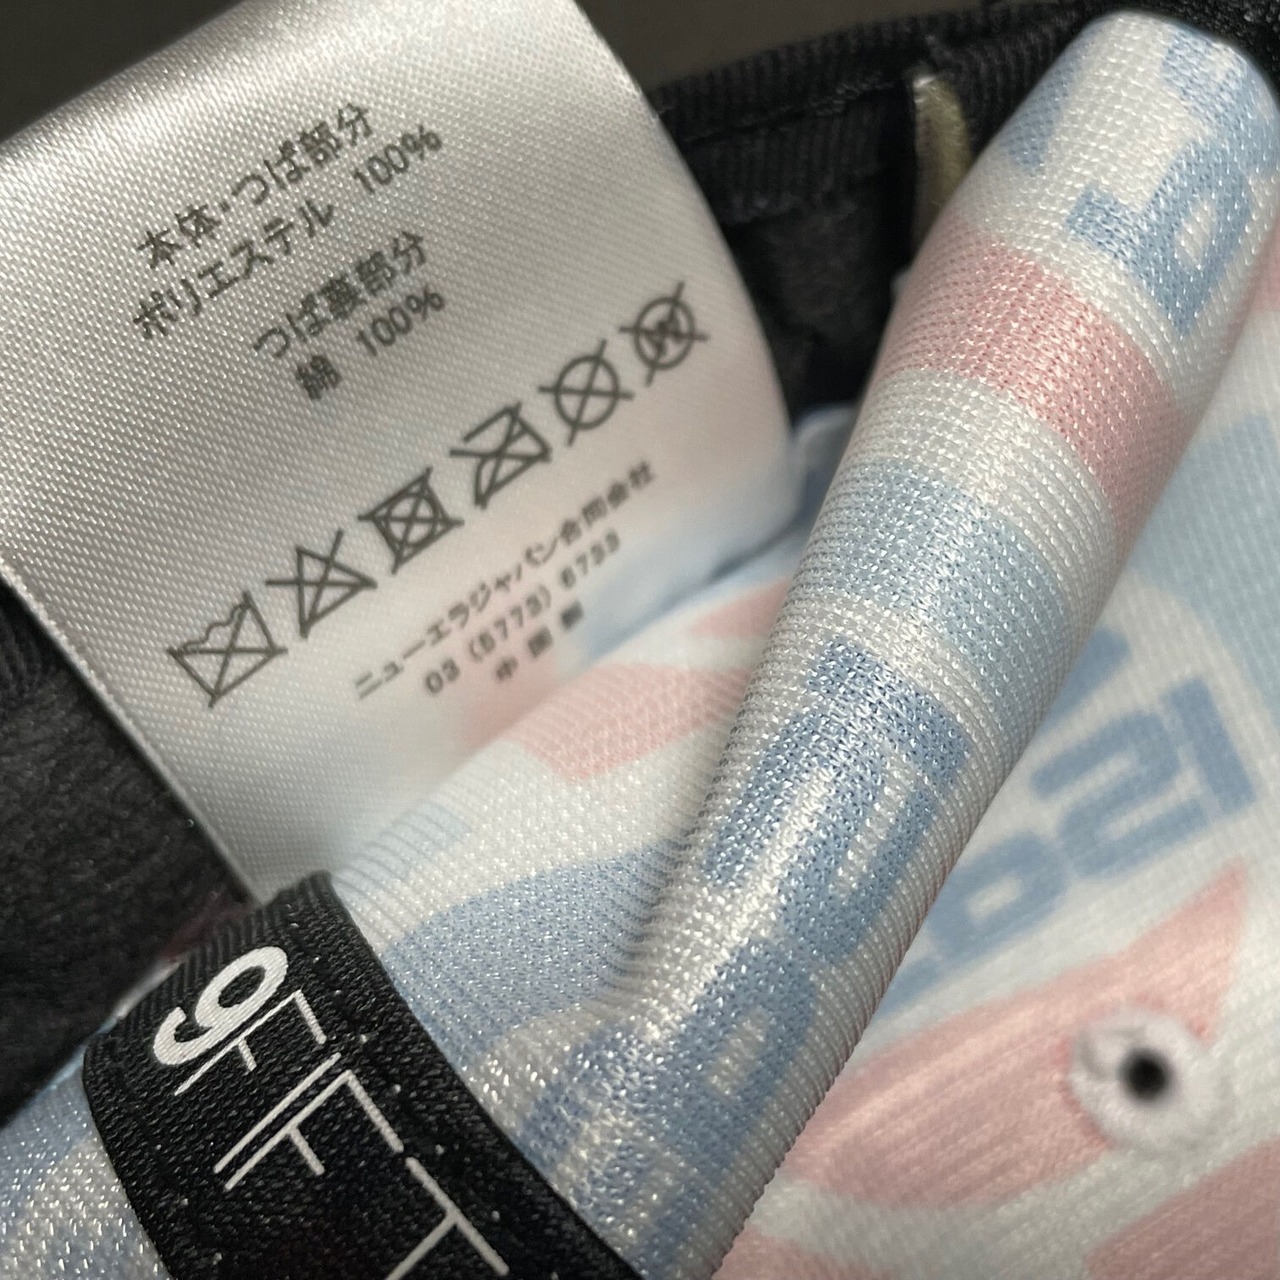 本体・つば部分
ポリエステル 100%
つば裏部分
綿 100%
ニューエラジャパン合同会社
03 (5773) 6733
中国製
9FIFT